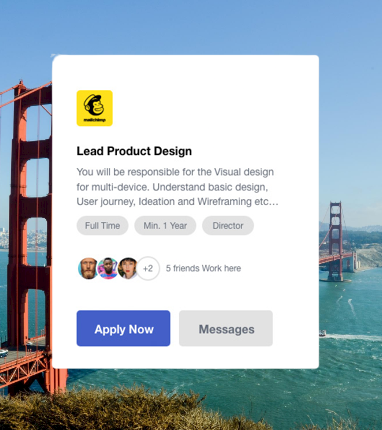 mailchimp
Lead Product Design
You will be responsible for the Visual design
for multi-device. Understand basic design,
User journey, Ideation and Wireframing etc...
Full Time Min. 1 Year Director
+2 5 friends Work here
Apply Now Messages